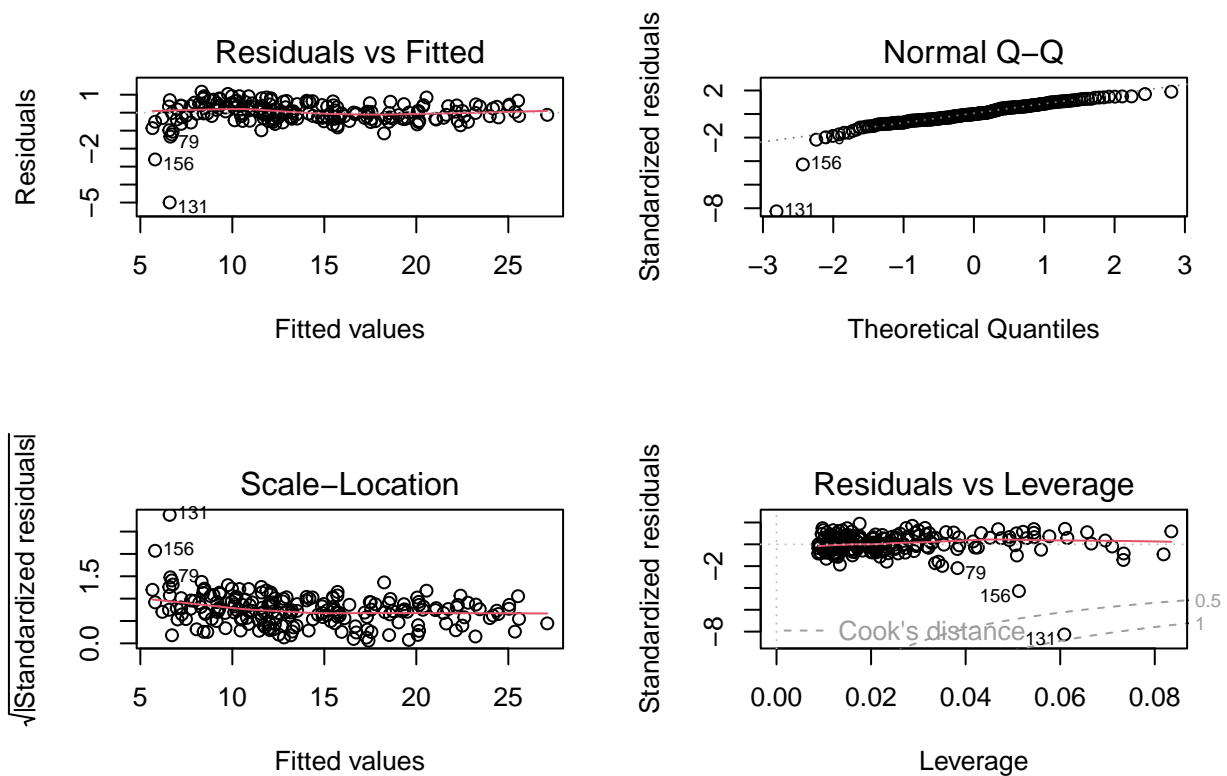 Residuals vs Fitted
Residuals
1
−2
−5
79
156
131
5 10 15 20 25
Fitted values
Normal Q−Q
Standardized residuals
2
−2
−8
156
131
−3 −2 −1 0 1 2 3
Theoretical Quantiles
Scale−Location
√|Standardized residuals|
1.5
0.0
131
156
79
5 10 15 20 25
Fitted values
Residuals vs Leverage
Standardized residuals
−2
−8
79
156
131
Cook's distance
0.5
1
0.00 0.02 0.04 0.06 0.08
Leverage